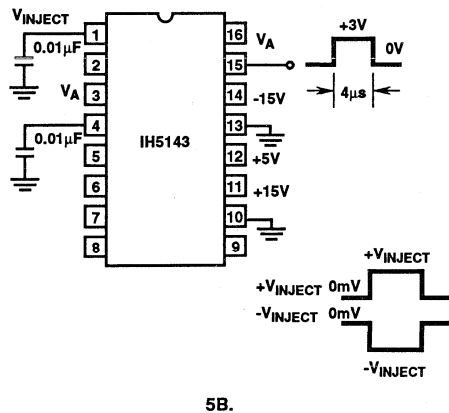 VINJECT
0.01µF
VA
0.01µF
1
2
3
4
5
6
7
8
IH5143
16
15
14
13
12
11
10
9
VA
-15V
+5V
+15V
+3V
0V
4µs
+VINJECT
+VINJECT 0mV
-VINJECT 0mV
-VINJECT
5B.